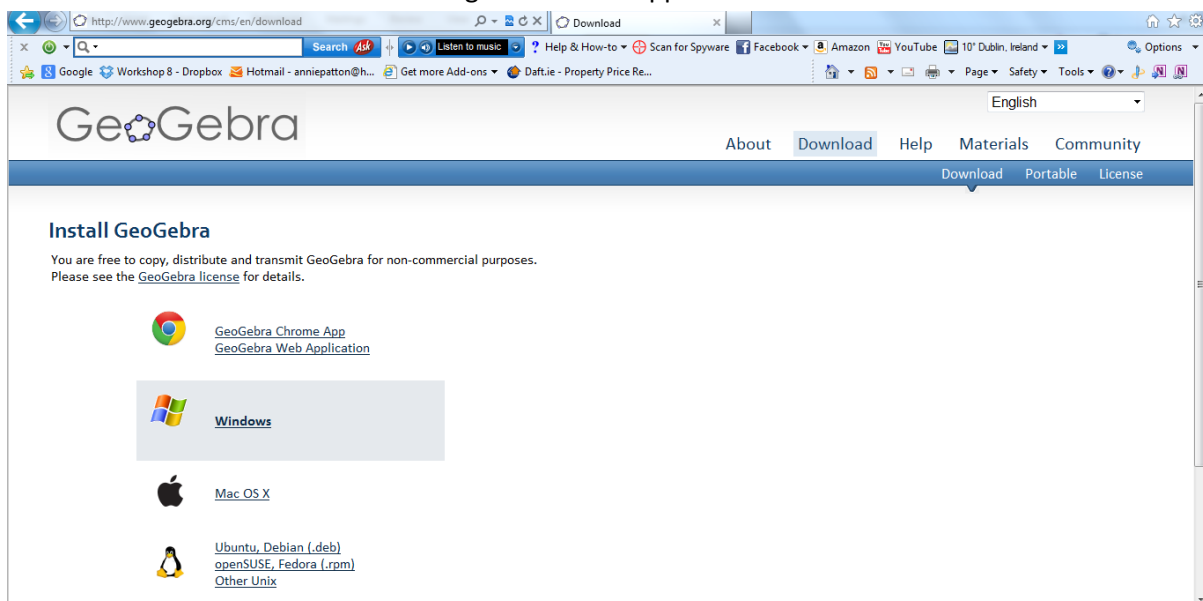 http://www.geogebra.org/cms/en/download
Download
Search Ask
Listen to music
? Help & How-to
Scan for Spyware
Facebook
Amazon
YouTube
10° Dublin, Ireland
Options
Google
Workshop 8 - Dropbox
Hotmail - anniepatton@h...
Get more Add-ons
Daft.ie - Property Price Re...
Page
Safety
Tools
English
GeoGebra
About Download Help Materials Community
Download Portable License
Install GeoGebra
You are free to copy, distribute and transmit GeoGebra for non-commercial purposes.
Please see the GeoGebra license for details.
GeoGebra Chrome App
GeoGebra Web Application
Windows
Mac OS X
Ubuntu, Debian (.deb)
openSUSE, Fedora (.rpm)
Other Unix